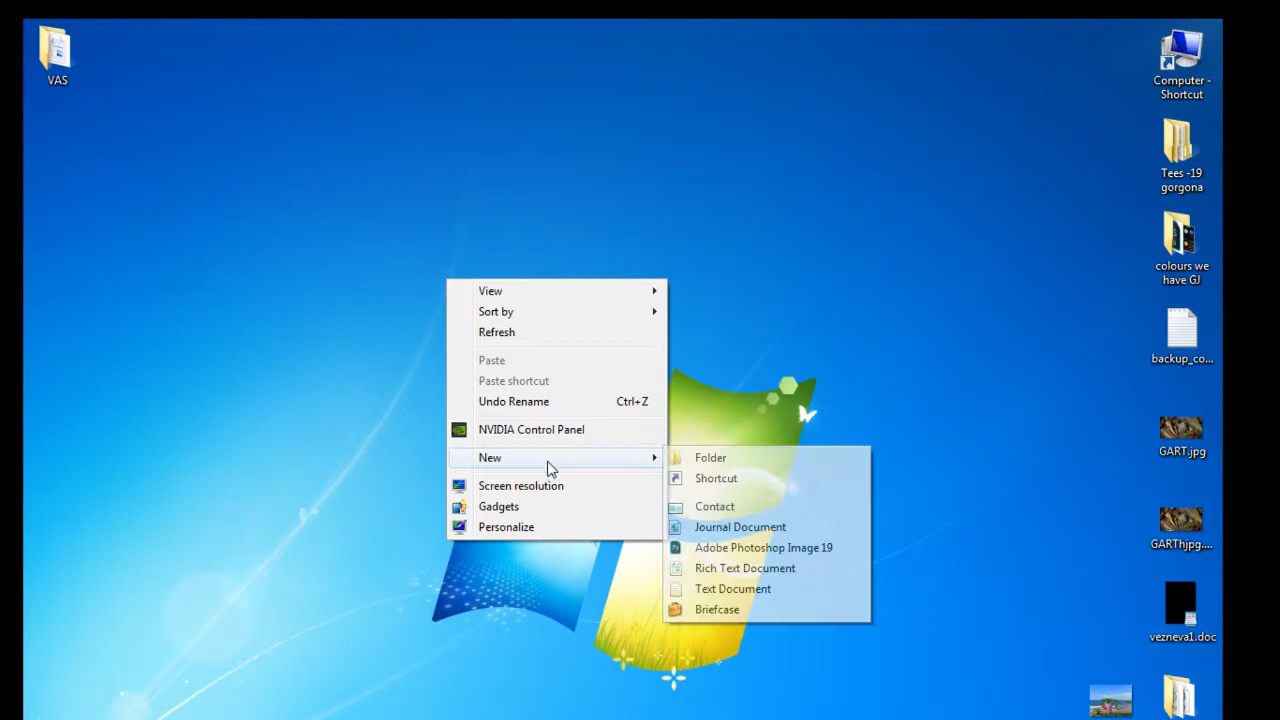 VAS
Computer -
Shortcut
Tees -19
gorgona
colours we
have GJ
backup_co...
GART.jpg
GARThjpg....
vezneva1.doc
View
Sort by
Refresh
Paste
Paste shortcut
Undo Rename Ctrl+Z
NVIDIA Control Panel
New
Screen resolution
Gadgets
Personalize
Folder
Shortcut
Contact
Journal Document
Adobe Photoshop Image 19
Rich Text Document
Text Document
Briefcase